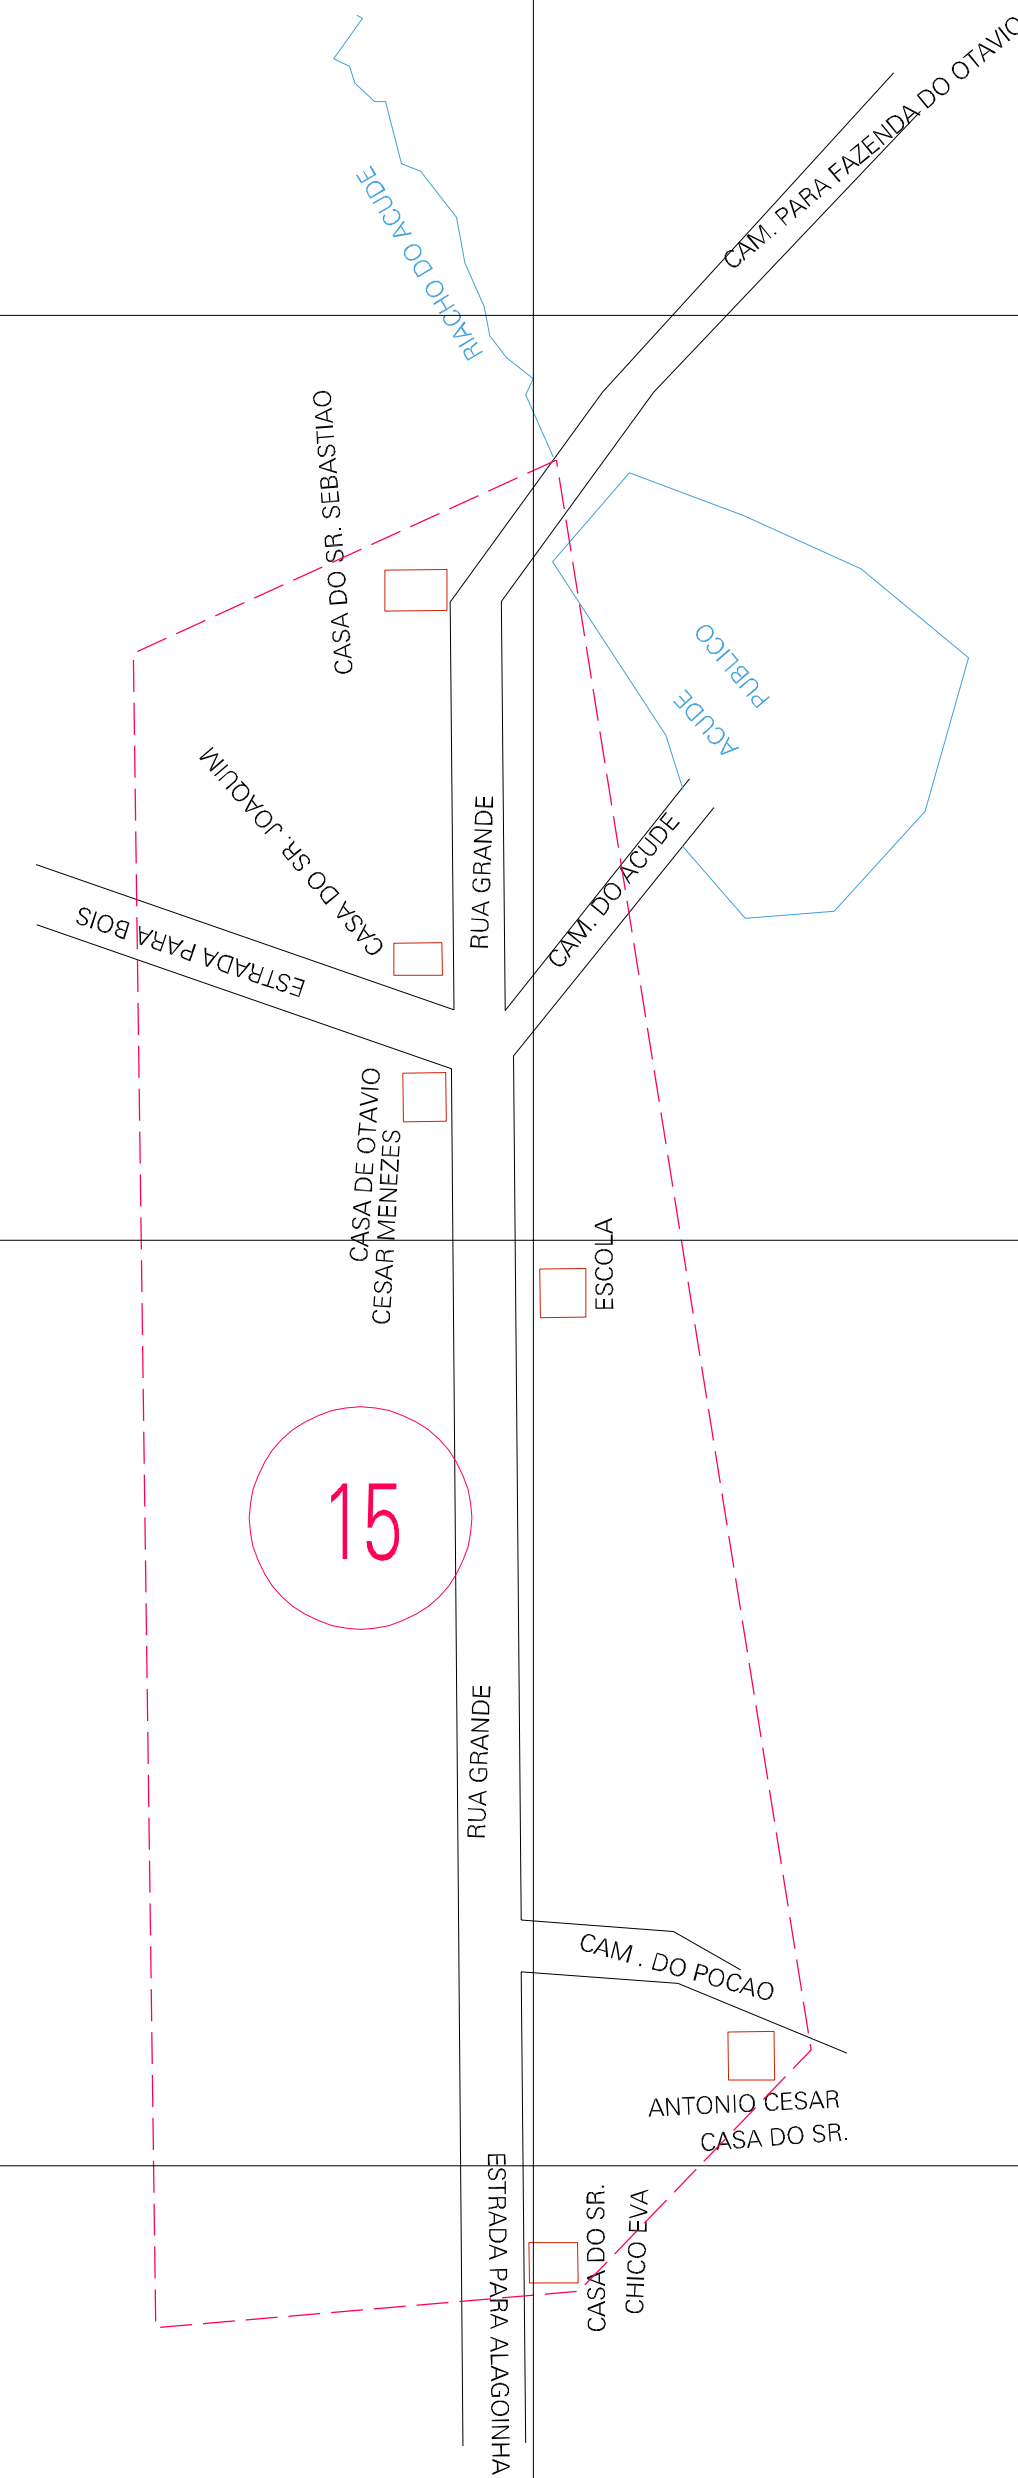 CAM. PARA FAZENDA DO OTAVIO
RIACHO DO ACUDE
CASA DO SR. SEBASTIAO
ACUDE
PUBLICO
CASA DO SR. JOAQUIM
RUA GRANDE
CAM. DO ACUDE
ESTRADA PARA BOIS
CASA DE OTAVIO
CESAR MENEZES
ESCOLA
15
RUA GRANDE
CAM . DO POCAO
ANTONIO CESAR
CASA DO SR.
ESTRADA PARA ALAGOINHA
CASA DO SR.
CHICO EVA